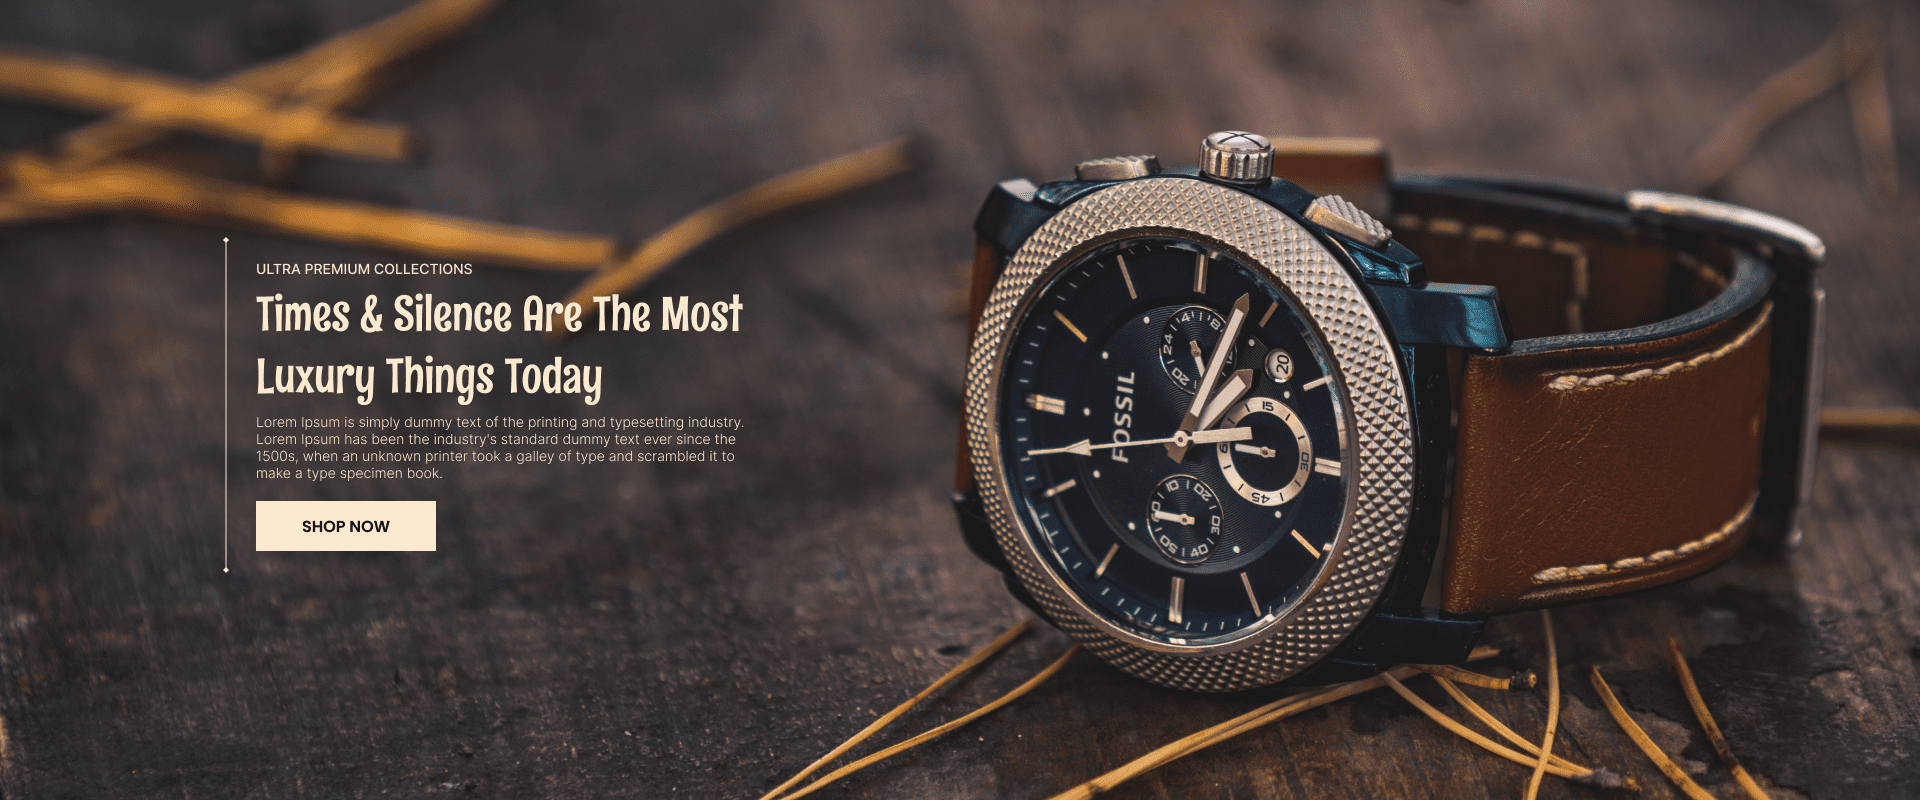 ULTRA PREMIUM COLLECTIONS
Times & Silence Are The Most
Luxury Things Today
Lorem Ipsum is simply dummy text of the printing and typesetting industry.
Lorem Ipsum has been the industry's standard dummy text ever since the
1500s, when an unknown printer took a galley of type and scrambled it to
make a type specimen book.
SHOP NOW
FOSSIL
24
20
20
15
30
45
10
20
30
40
50